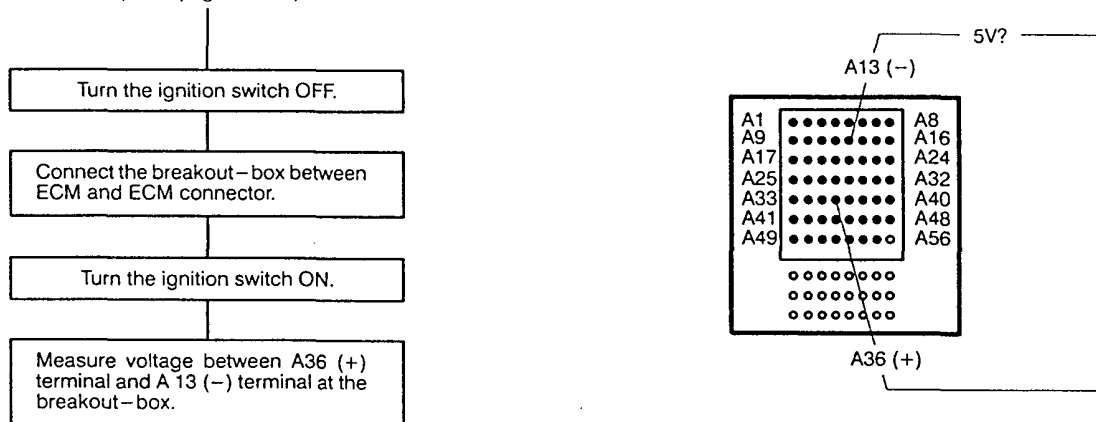 Turn the ignition switch OFF.
Connect the breakout–box between
ECM and ECM connector.
Turn the ignition switch ON.
Measure voltage between A36 (+)
terminal and A 13 (–) terminal at the
breakout–box.
5V?
A13 (–)
A1 A8
A9 A16
A17 A24
A25 A32
A33 A40
A41 A48
A49 A56
A36 (+)